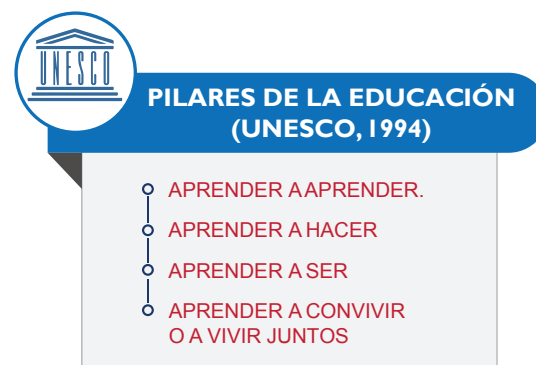 UNESCO
PILARES DE LA EDUCACIÓN
(UNESCO, 1994)
APRENDER A APRENDER.
APRENDER A HACER
APRENDER A SER
APRENDER A CONVIVIR
O A VIVIR JUNTOS